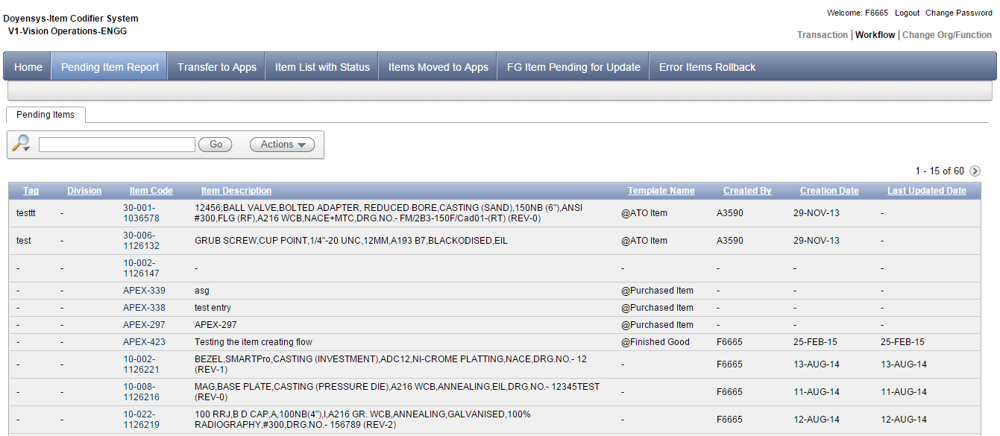 Doyensys-Item Codifier System
V1-Vision Operations-ENGG
Welcome: F6665 Logout Change Password
Transaction | Workflow | Change Org/Function
Home Pending Item Report Transfer to Apps Item List with Status Items Moved to Apps FG Item Pending for Update Error Items Rollback
Pending Items
Go Actions
1 - 15 of 60
Tag Division Item Code Item Description Template Name Created By Creation Date Last Updated Date
testtt - 30-001-1036578 12456,BALL VALVE,BOLTED ADAPTER, REDUCED BORE,CASTING (SAND),150NB (6"),ANSI
#300,FLG (RF),A216 WCB,NACE+MTC,DRG.NO.- FM/2B3-150F/Cad01-(RT) (REV-0) @ATO Item A3590 29-NOV-13 -
test - 30-006-1126132 GRUB SCREW,CUP POINT,1/4"-20 UNC,12MM,A193 B7,BLACKODISED,EIL @ATO Item A3590 29-NOV-13 -
- - 10-002-1126147 - - - - -
- - APEX-339 asg @Purchased Item - - -
- - APEX-338 test entry @Purchased Item - - -
- - APEX-297 APEX-297 @Purchased Item - - -
- - APEX-423 Testing the item creating flow @Finished Good F6665 25-FEB-15 25-FEB-15
- - 10-002-1126221 BEZEL,SMARTPro,CASTING (INVESTMENT),ADC12,NI-CROME PLATTING,NACE,DRG.NO.- 12
(REV-1) - F6665 13-AUG-14 13-AUG-14
- - 10-008-1126216 MAG,BASE PLATE,CASTING (PRESSURE DIE),A216 WCB,ANNEALING,EIL,DRG.NO.- 12345TEST
(REV-0) - F6665 11-AUG-14 11-AUG-14
- - 10-022-1126219 100 RRJ,B D CAP,A,100NB(4"),I,A216 GR. WCB,ANNEALING,GALVANISED,100%
RADIOGRAPHY,#300,DRG.NO.- 156789 (REV-2) - F6665 12-AUG-14 12-AUG-14